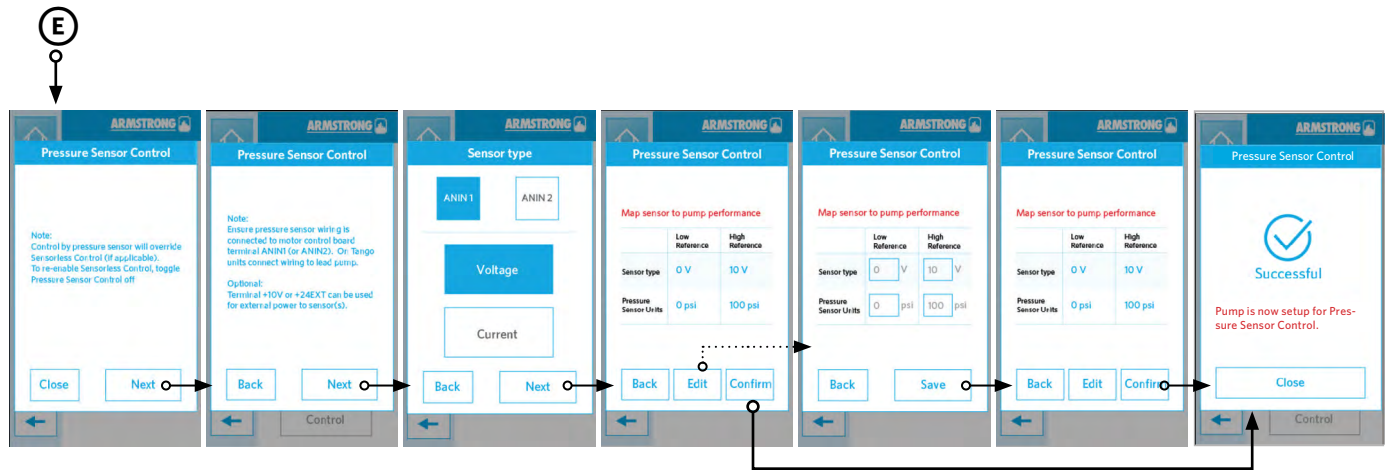 E
ARMSTRONG
Pressure Sensor Control
Note:
Control by pressure sensor will override
Sensorless Control (if applicable).
To re-enable Sensorless Control, toggle
Pressure Sensor Control off
Close
Next
ARMSTRONG
Pressure Sensor Control
Note:
Ensure pressure sensor wiring is
connected to motor control board
terminal ANIN1 (or ANIN2). On Tango
units connect wiring to lead pump.
Optional:
Terminal +10V or +24EXT can be used
for external power to sensor(s).
Back
Next
Control
ARMSTRONG
Sensor type
ANIN 1
ANIN 2
Voltage
Current
Back
Next
ARMSTRONG
Pressure Sensor Control
Map sensor to pump performance
Low High
Reference Reference
Sensor type 0 V 10 V
Pressure
Sensor Units 0 psi 100 psi
Back
Edit
Confirm
ARMSTRONG
Pressure Sensor Control
Map sensor to pump performance
Low High
Reference Reference
Sensor type 0 V 10 V
Pressure
Sensor Units 0 psi 100 psi
Back
Save
ARMSTRONG
Pressure Sensor Control
Map sensor to pump performance
Low High
Reference Reference
Sensor type 0 V 10 V
Pressure
Sensor Units 0 psi 100 psi
Back
Edit
Confirm
ARMSTRONG
Pressure Sensor Control
Successful
Pump is now setup for Pres-
sure Sensor Control.
Close
Control